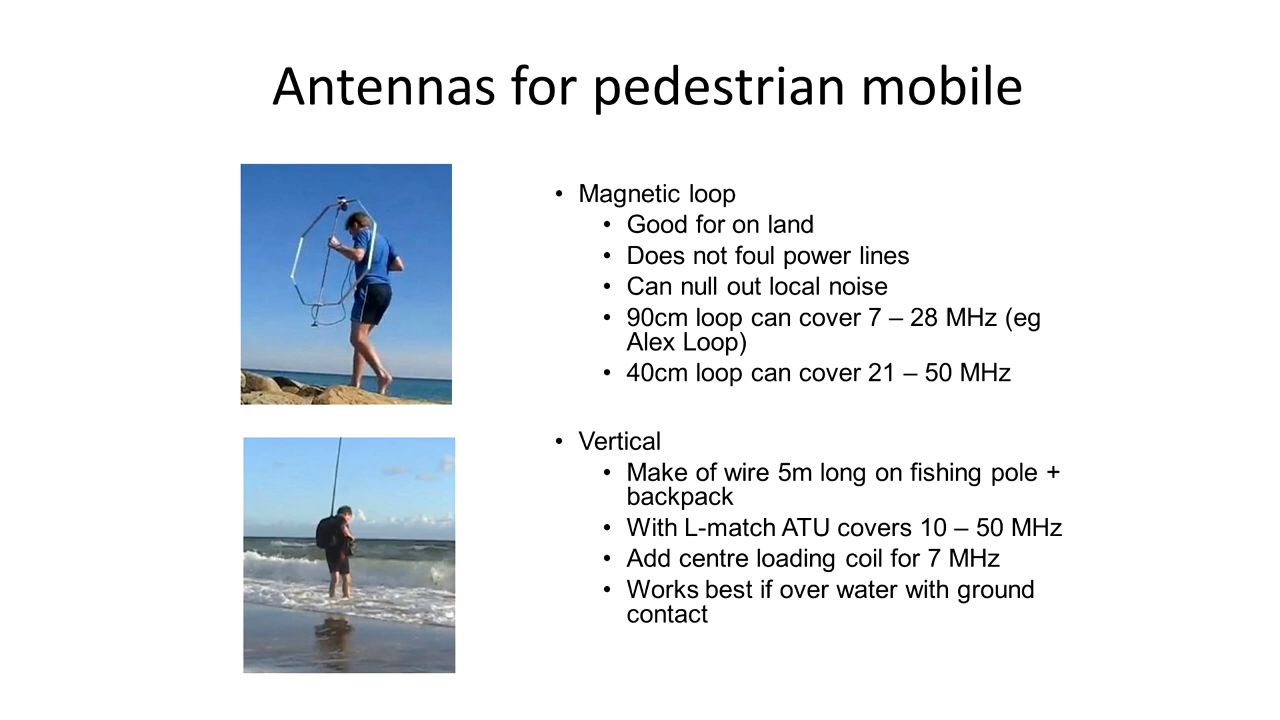 Antennas for pedestrian mobile
• Magnetic loop
• Good for on land
• Does not foul power lines
• Can null out local noise
• 90cm loop can cover 7 – 28 MHz (eg
Alex Loop)
• 40cm loop can cover 21 – 50 MHz
• Vertical
• Make of wire 5m long on fishing pole +
backpack
• With L-match ATU covers 10 – 50 MHz
• Add centre loading coil for 7 MHz
• Works best if over water with ground
contact